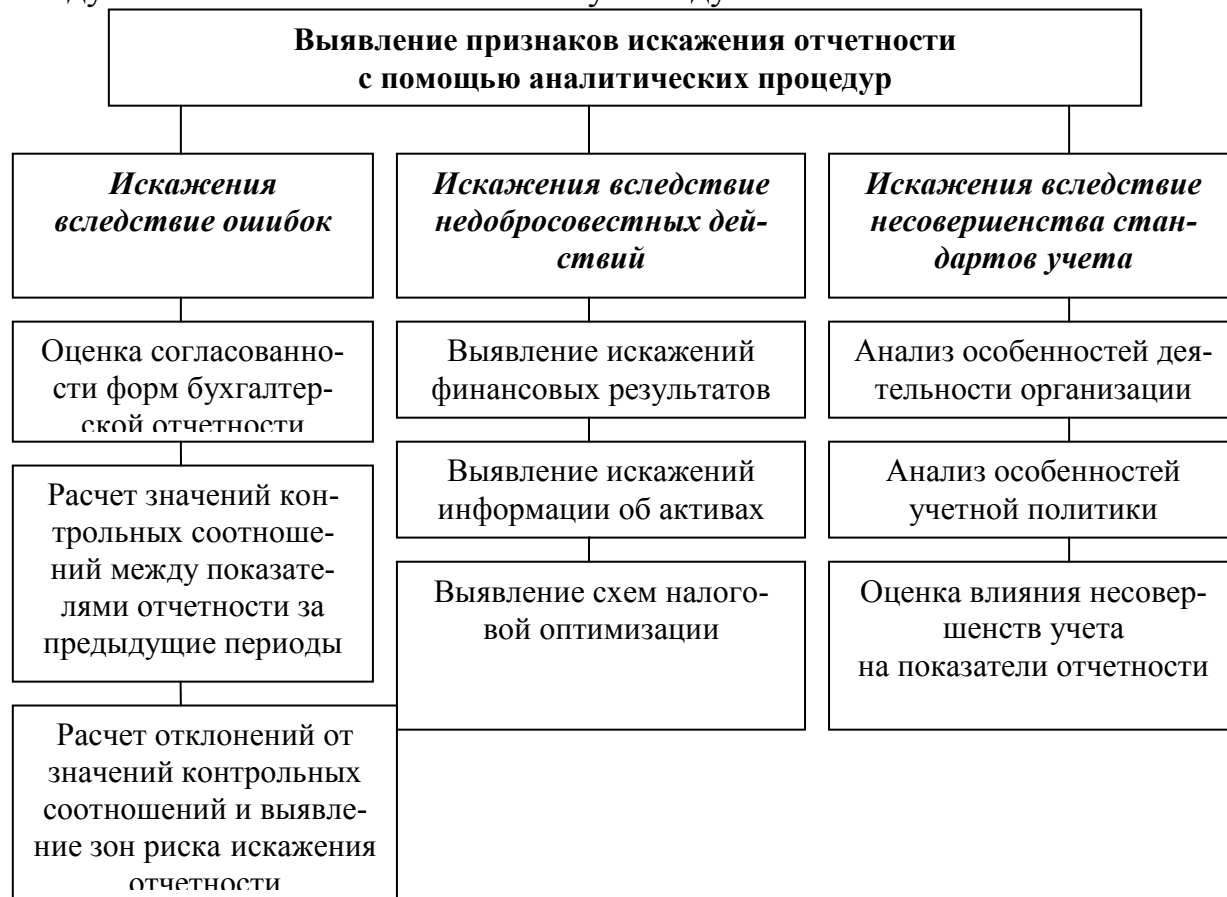 Выявление признаков искажения отчетности
с помощью аналитических процедур
Искажения
вследствие ошибок
Оценка согласованно-
сти форм бухгалтер-
ской отчетности
Расчет значений кон-
трольных соотноше-
ний между показате-
лями отчетности за
предыдущие периоды
Расчет отклонений от
значений контрольных
соотношений и выявле-
ние зон риска искажения
отчетности
Искажения вследствие
недобросовестных дей-
ствий
Выявление искажений
финансовых результатов
Выявление искажений
информации об активах
Выявление схем налого-
вой оптимизации
Искажения вследствие
несовершенства стан-
дартов учета
Анализ особенностей дея-
тельности организации
Анализ особенностей
учетной политики
Оценка влияния несовер-
шенств учета
на показатели отчетности